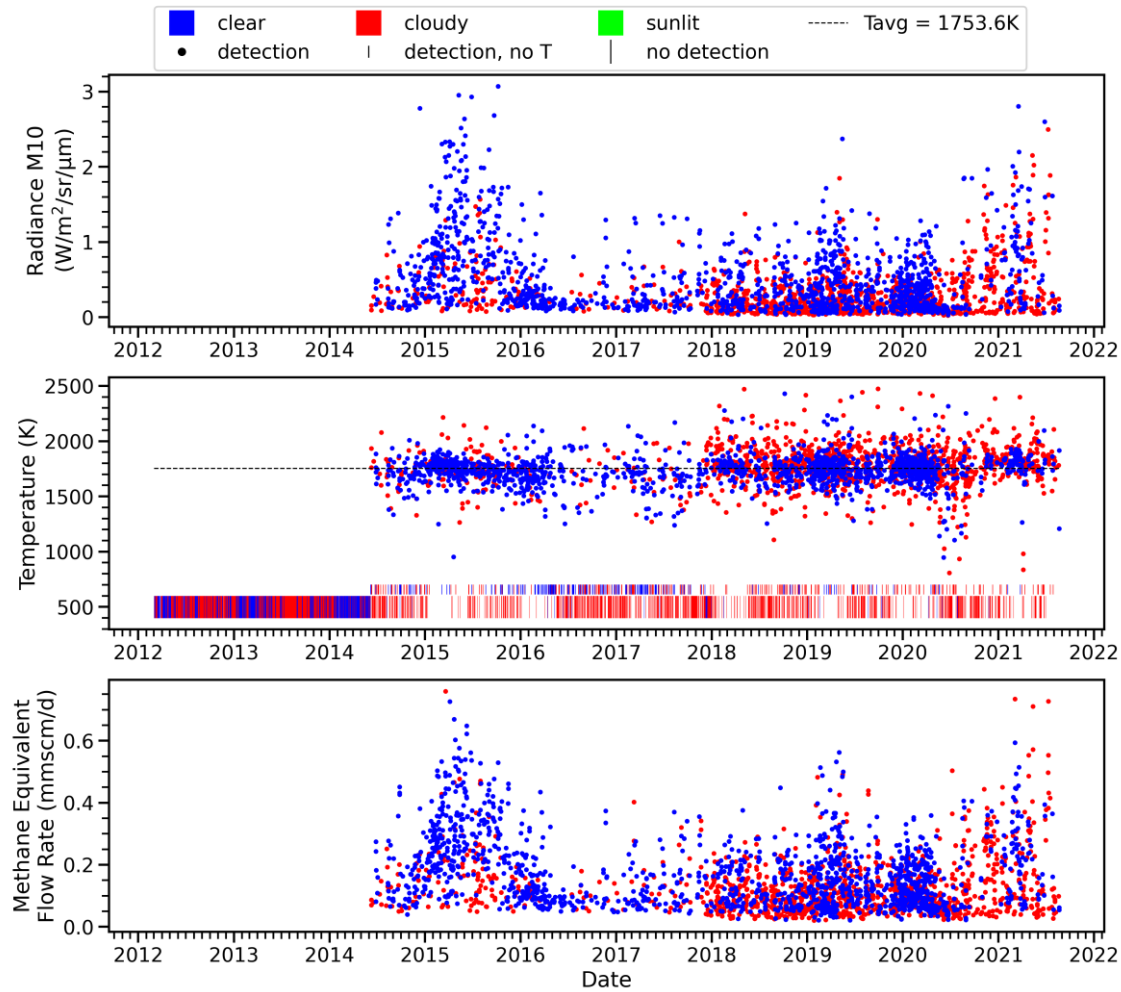 clear cloudy sunlit Tavg = 1753.6K
detection detection, no T no detection
Radiance M10
(W/m²/sr/μm)
3
2
1
0
2012 2013 2014 2015 2016 2017 2018 2019 2020 2021 2022
Temperature (K)
2500
2000
1500
1000
500
2012 2013 2014 2015 2016 2017 2018 2019 2020 2021 2022
Methane Equivalent
Flow Rate (mmscm/d)
0.6
0.4
0.2
0.0
2012 2013 2014 2015 2016 2017 2018 2019 2020 2021 2022
Date